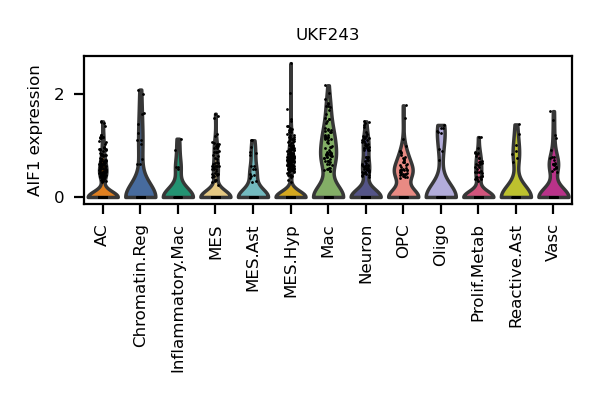 UKF243
AIF1 expression
2
0
AC
Chromatin.Reg
Inflammatory.Mac
MES
MES.Ast
MES.Hyp
Mac
Neuron
OPC
Oligo
Prolif.Metab
Reactive.Ast
Vasc